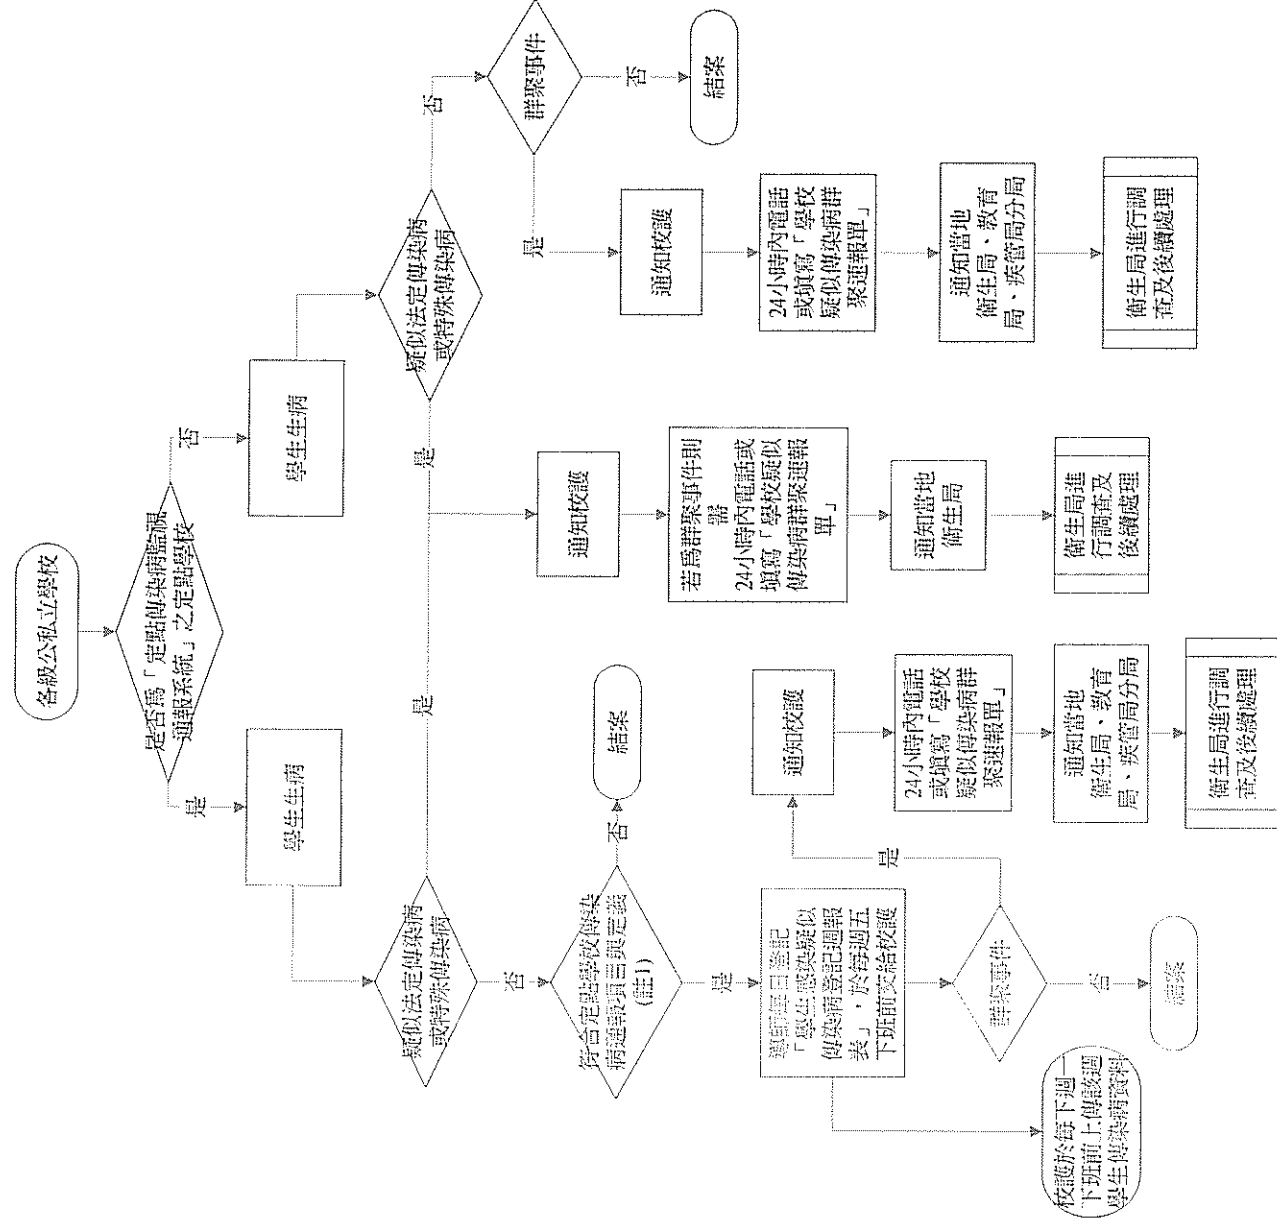 各級公私立學校
是否為「定點傳染病監視
通報系統」之定點學校
是
否
學生生病
學生生病
疑似法定傳染病
或特殊傳染病
是
是
疑似法定傳染病
或特殊傳染病
否
群聚事件
否
是
否
結案
符合定點學校傳染
病通報項目與定義
(註1)
否
結案
通知校護
通知校護
是
若為群聚事件則
器
24小時內電話或
填寫「學校疑似
傳染病群聚速報
單」
24小時內電話
或填寫「學校
疑似傳染病群
聚速報單」
導師每日登記
「學生感染疑似
傳染病登記週報
表」，於每週五
下班前交給校護
通知校護
是
通知當地
衛生局
通知當地
衛生局、教育
局、疾管局分局
24小時內電話
或填寫「學校
疑似傳染病群
聚速報單」
群聚事件
否
結案
校護於每下週一
下班前上傳該週
學生傳染病資料
通知當地
衛生局、教育
局、疾管局分局
衛生局進
行調查及
後續處理
衛生局進行調
查及後續處理
衛生局進行調
查及後續處理